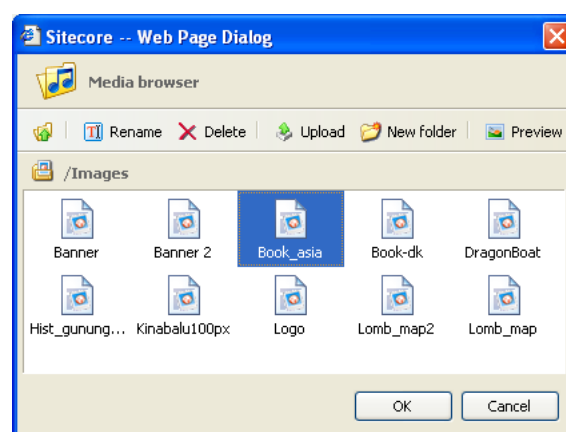 Sitecore -- Web Page Dialog
Media browser
Rename Delete Upload New folder Preview
/Images
Banner Banner 2 Book_asia Book-dk DragonBoat
Hist_gunung... Kinabalu100px Logo Lomb_map2 Lomb_map
OK Cancel